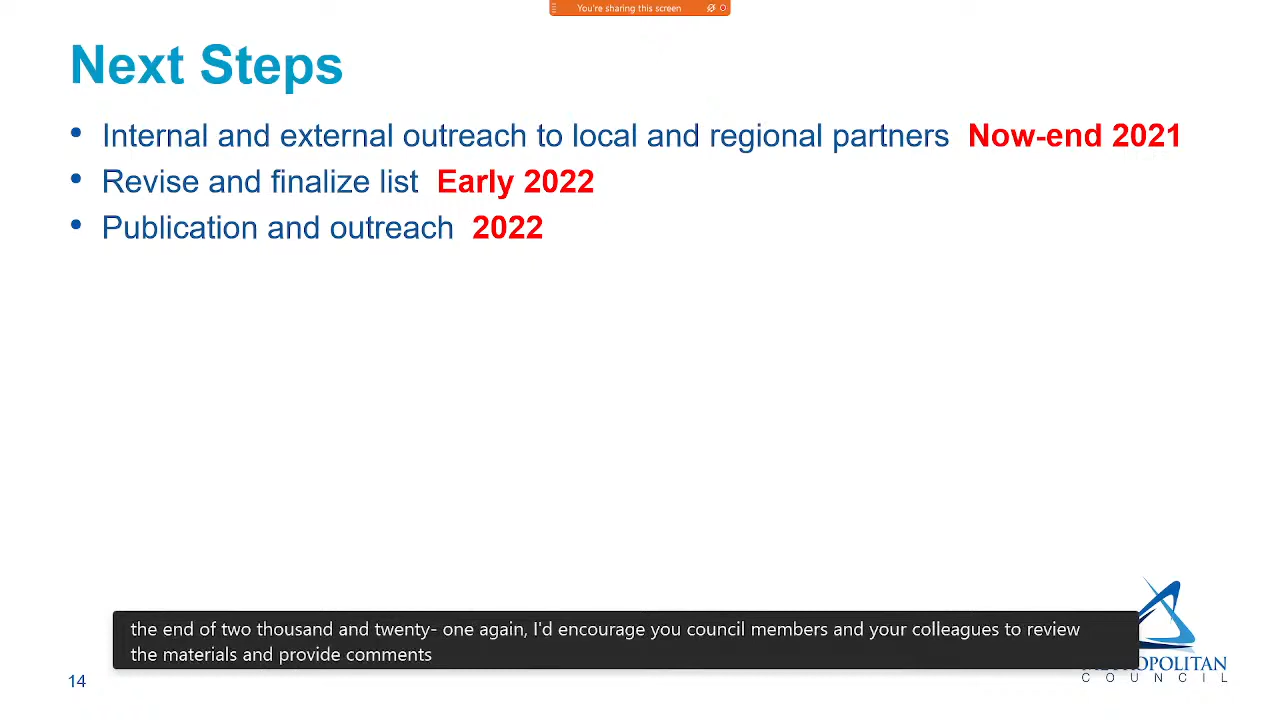 You're sharing this screen
Next Steps
• Internal and external outreach to local and regional partners Now-end 2021
• Revise and finalize list Early 2022
• Publication and outreach 2022
the end of two thousand and twenty- one again, I'd encourage you council members and your colleagues to review
the materials and provide comments
METROPOLITAN
COUNCIL
14